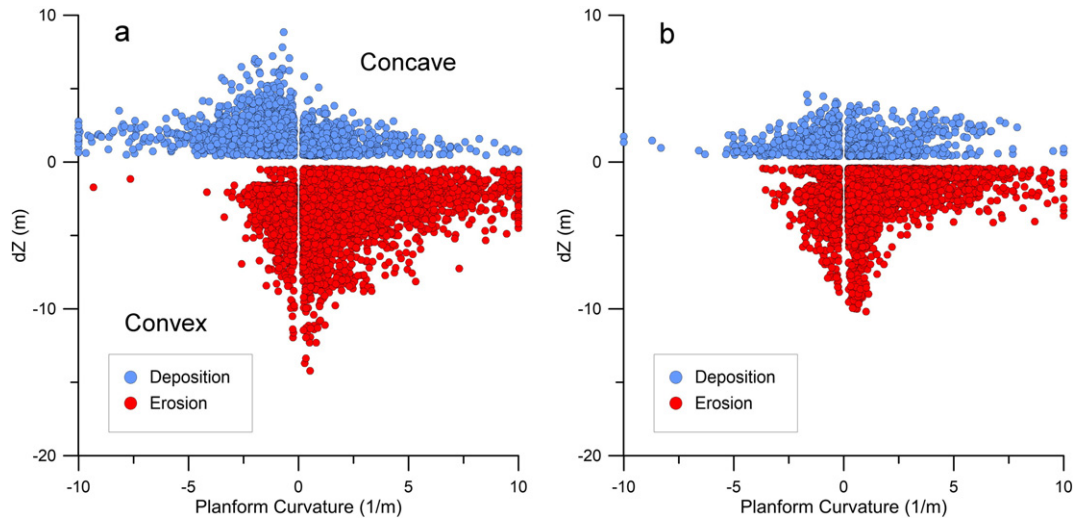 a
Concave
Convex
Deposition
Erosion
10
0
-10
-20
dZ (m)
-10
-5
0
5
10
Planform Curvature (1/m)
b
Deposition
Erosion
10
0
-10
-20
dZ (m)
-10
-5
0
5
10
Planform Curvature (1/m)